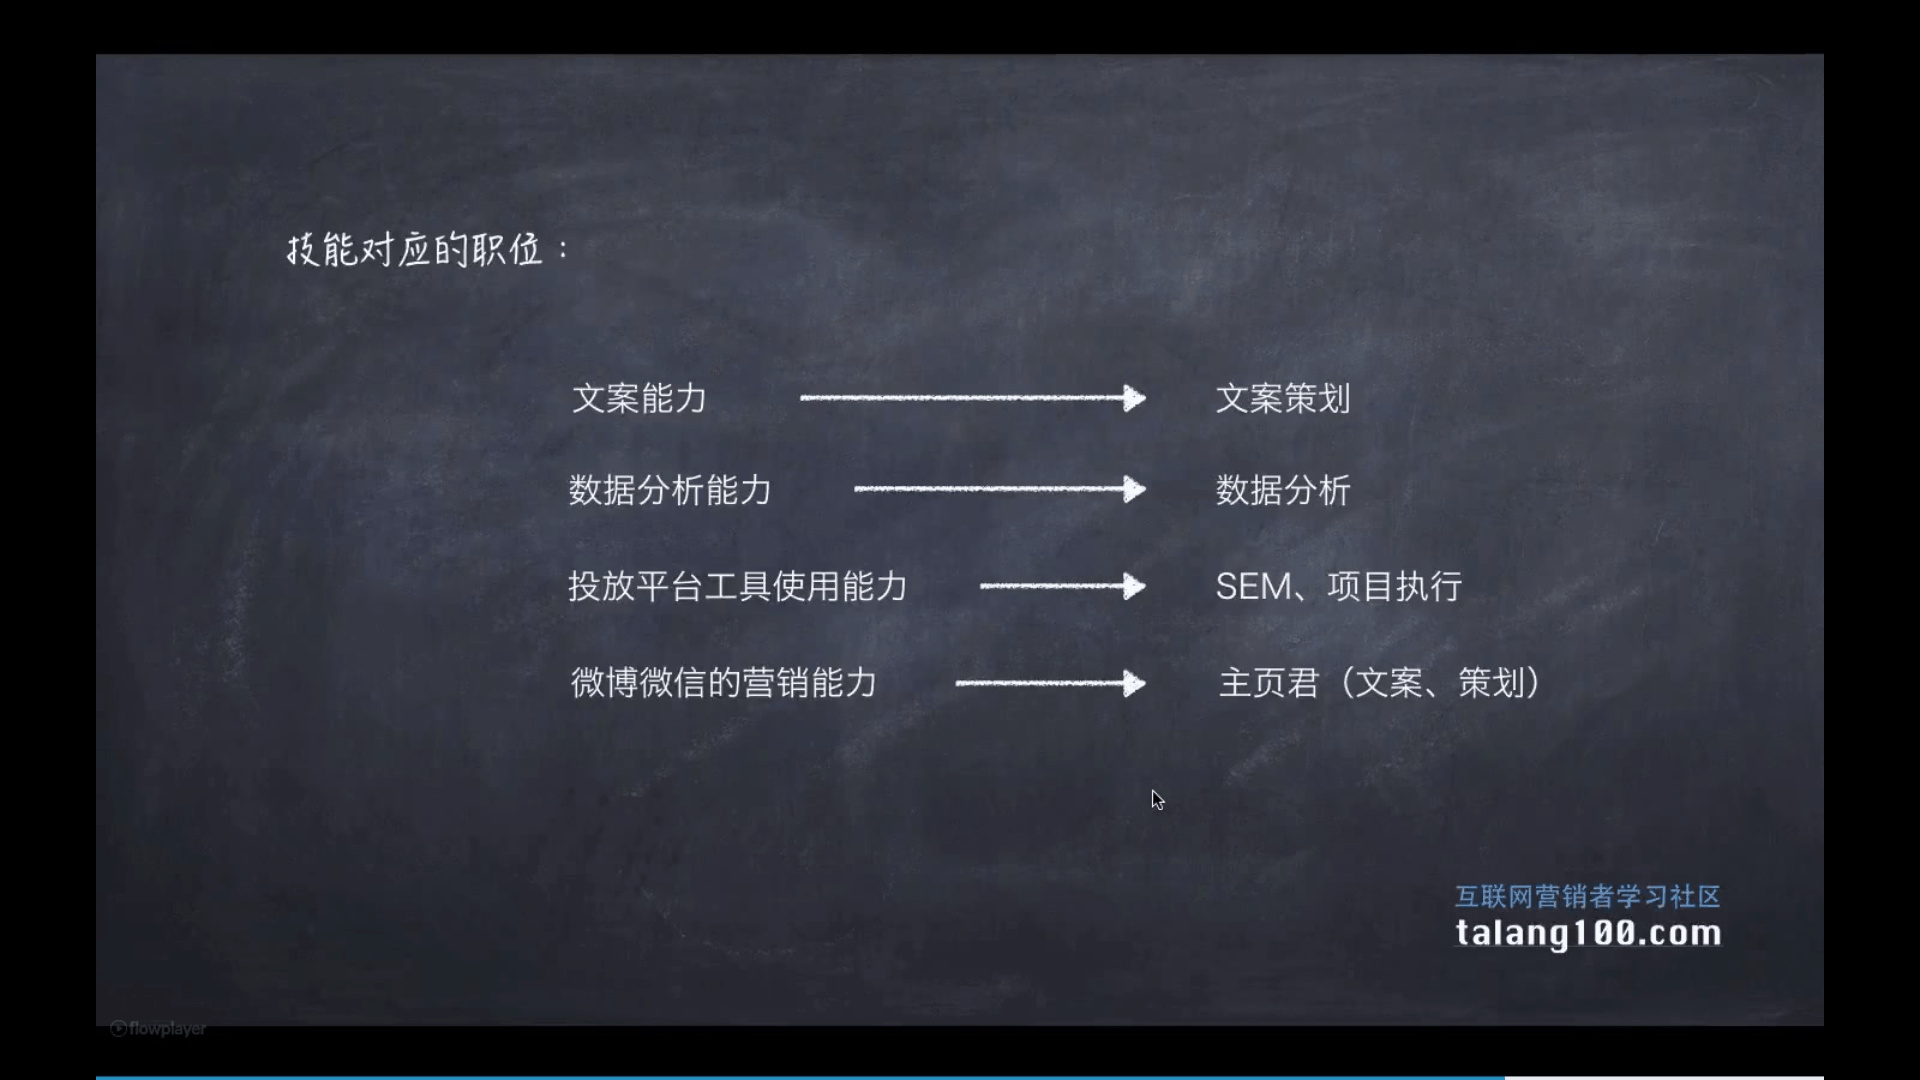 技能对应的职位：
文案能力 文案策划
数据分析能力 数据分析
投放平台工具使用能力 SEM、项目执行
微博微信的营销能力 主页君（文案、策划）
互联网营销者学习社区
talang100.com
flowplayer